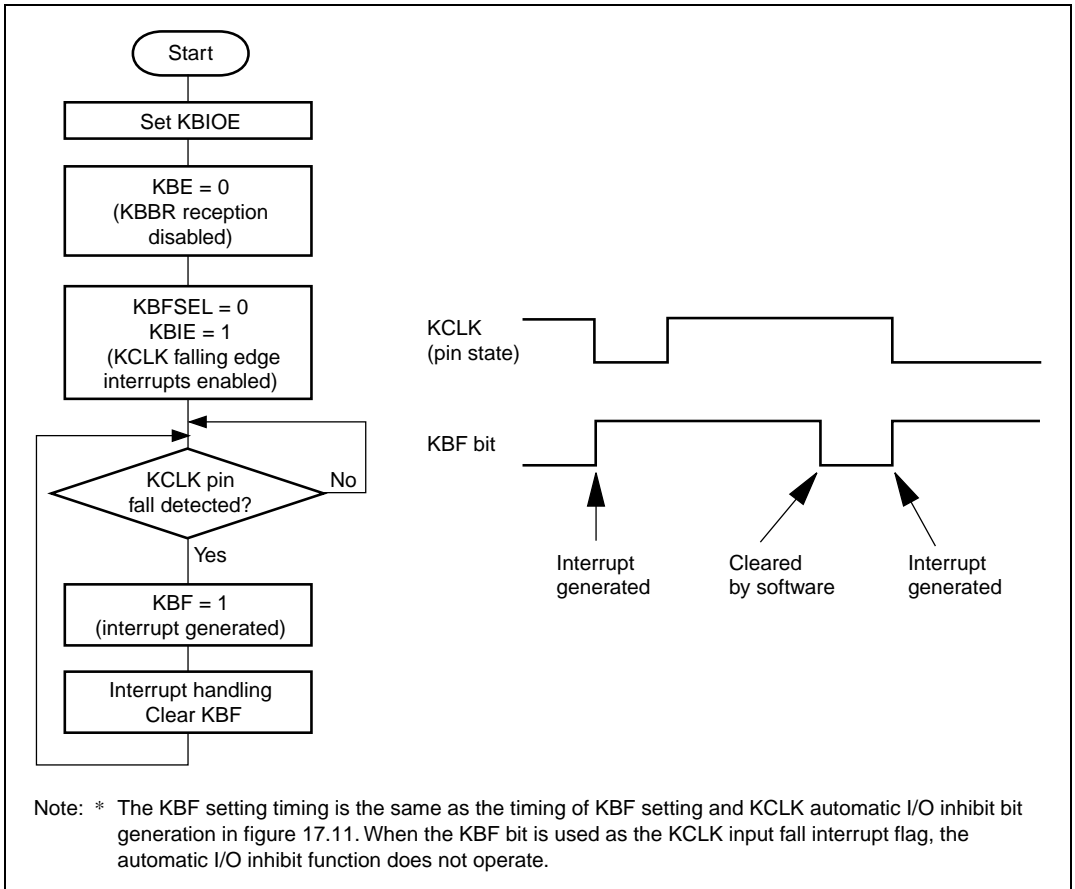 Start
Set KBIOE
KBE = 0
(KBBR reception
disabled)
KBFSEL = 0
KBIE = 1
(KCLK falling edge
interrupts enabled)
KCLK pin
fall detected?
No
Yes
KBF = 1
(interrupt generated)
Interrupt handling
Clear KBF
KCLK
(pin state)
KBF bit
Interrupt
generated
Cleared
by software
Interrupt
generated
Note: * The KBF setting timing is the same as the timing of KBF setting and KCLK automatic I/O inhibit bit
generation in figure 17.11. When the KBF bit is used as the KCLK input fall interrupt flag, the
automatic I/O inhibit function does not operate.